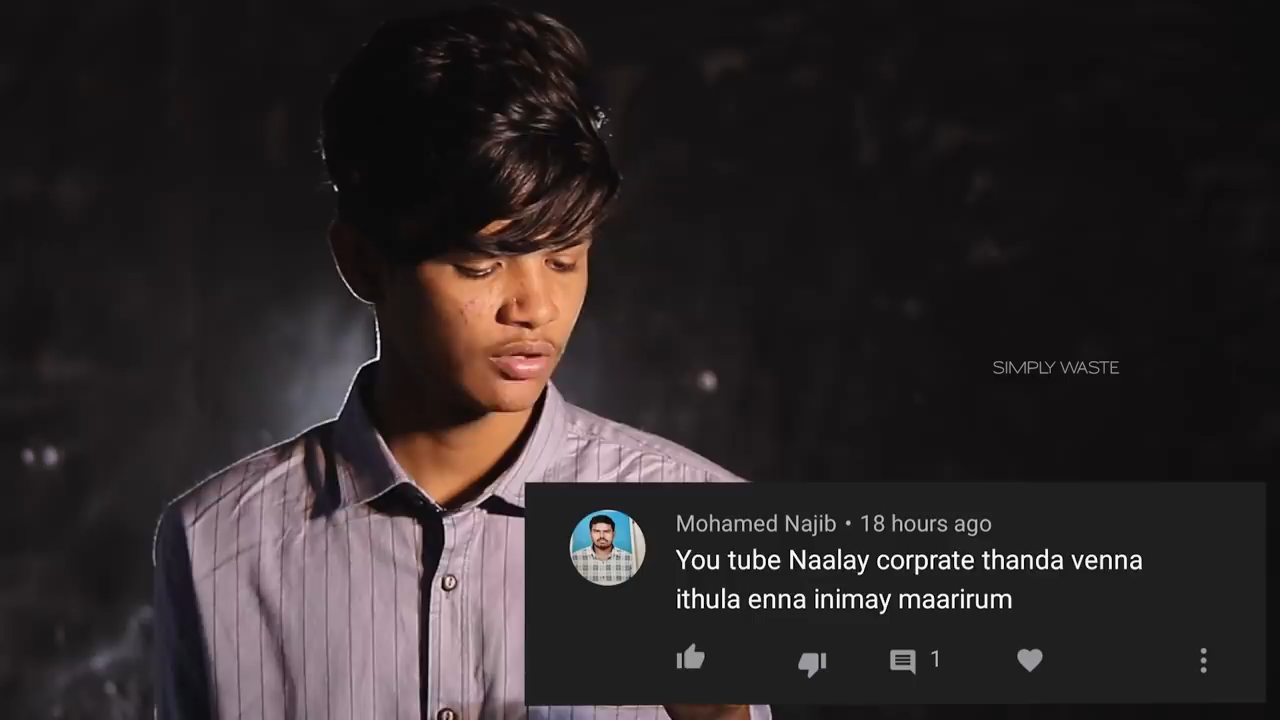 SIMPLY WASTE
Mohamed Najib • 18 hours ago
You tube Naalay corprate thanda venna
ithula enna inimay maarirum
1